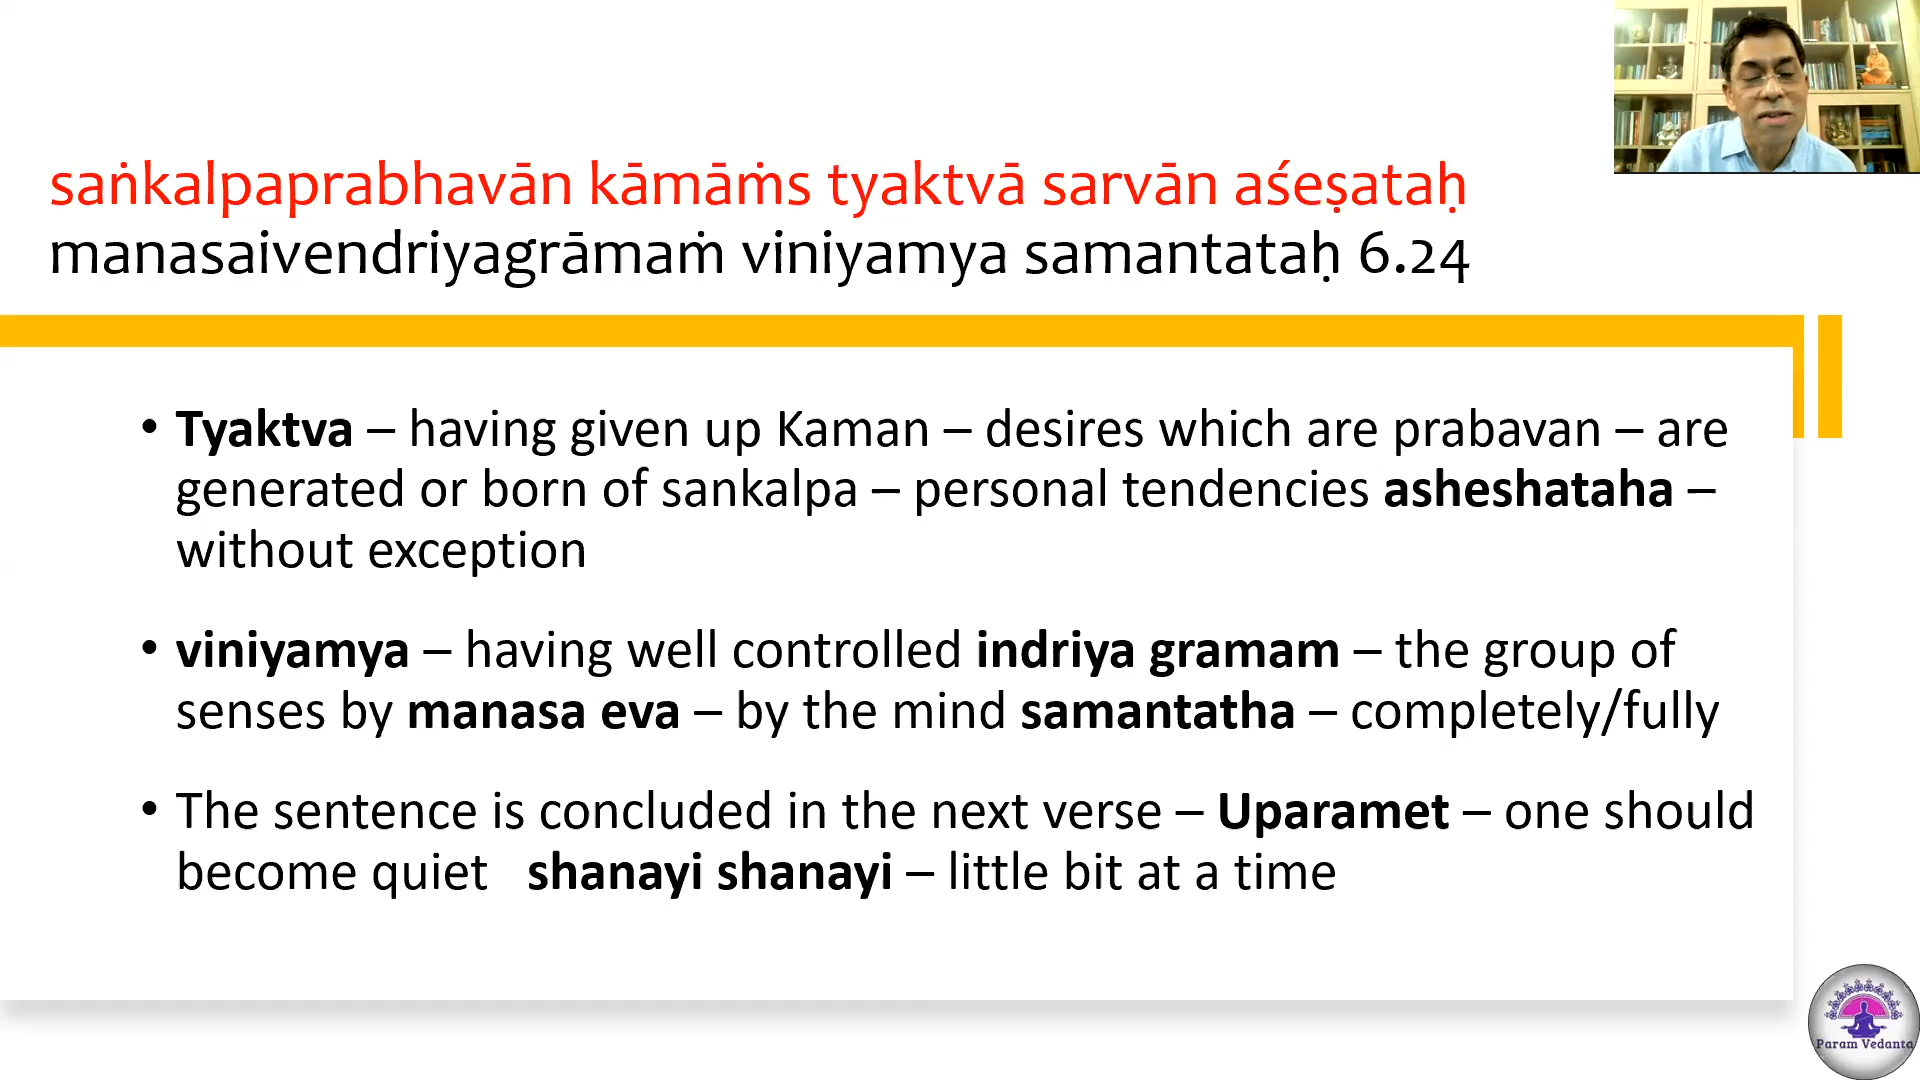 saṅkalpaprabhavān kāmāṁs tyaktvā sarvān aśeṣataḥ
manasaivendriyagrāmaṁ viniyamya samantataḥ 6.24
• Tyaktva – having given up Kaman – desires which are prabavan – are
generated or born of sankalpa – personal tendencies asheshataha –
without exception
• viniyamya – having well controlled indriya gramam – the group of
senses by manasa eva – by the mind samantatha – completely/fully
• The sentence is concluded in the next verse – Uparamet – one should
become quiet shanayi shanayi – little bit at a time
Param Vedanta